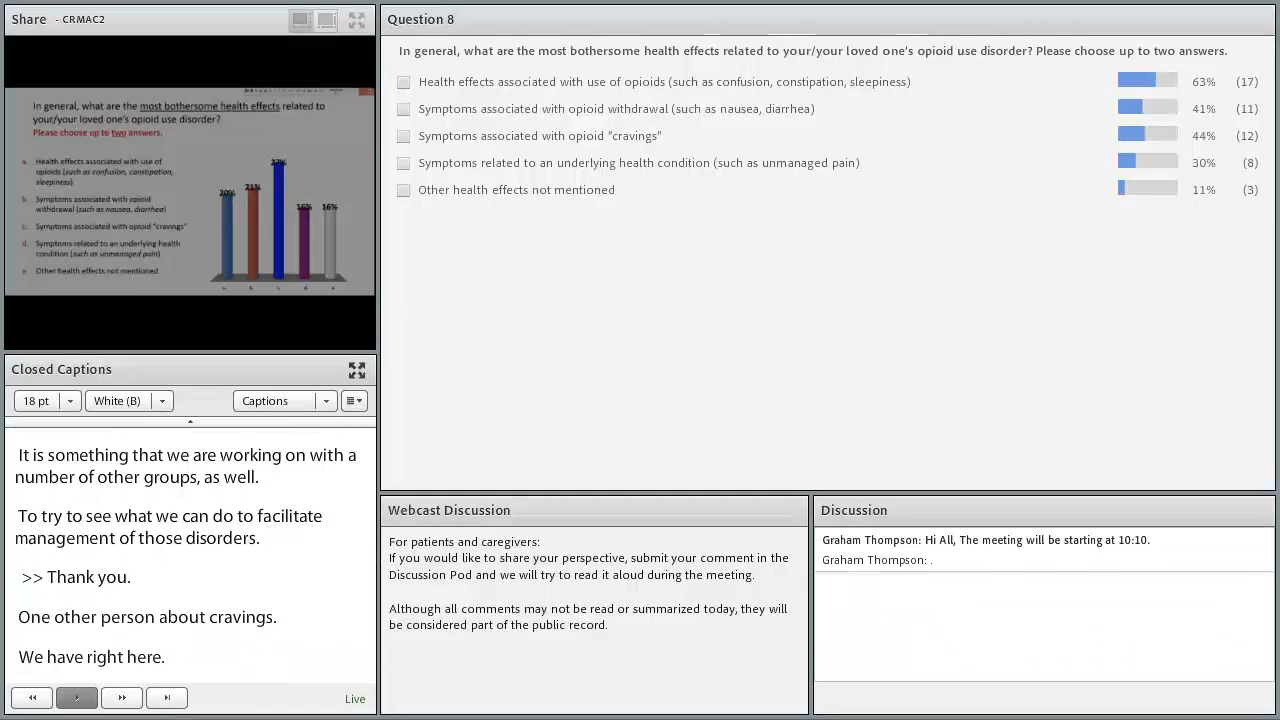 Share - CRMAC2
In general, what are the most bothersome health effects related to
your/your loved one's opioid use disorder?
Please choose up to two answers.
a. Health effects associated with use of
opioids (such as confusion, constipation,
sleepiness)
b. Symptoms associated with opioid
withdrawal (such as nausea, diarrhea)
c. Symptoms associated with opioid “cravings”
d. Symptoms related to an underlying health
condition (such as unmanaged pain)
e. Other health effects not mentioned
20%
21%
27%
16%
16%
Closed Captions
18 pt
White (B)
Captions
It is something that we are working on with a
number of other groups, as well.
To try to see what we can do to facilitate
management of those disorders.
>> Thank you.
One other person about cravings.
We have right here.
Live
Question 8
In general, what are the most bothersome health effects related to your/your loved one's opioid use disorder? Please choose up to two answers.
Health effects associated with use of opioids (such as confusion, constipation, sleepiness) 63% (17)
Symptoms associated with opioid withdrawal (such as nausea, diarrhea) 41% (11)
Symptoms associated with opioid “cravings” 44% (12)
Symptoms related to an underlying health condition (such as unmanaged pain) 30% (8)
Other health effects not mentioned 11% (3)
Webcast Discussion
For patients and caregivers:
If you would like to share your perspective, submit your comment in the
Discussion Pod and we will try to read it aloud during the meeting.
Although all comments may not be read or summarized today, they will
be considered part of the public record.
Discussion
Graham Thompson: Hi All, The meeting will be starting at 10:10.
Graham Thompson: .